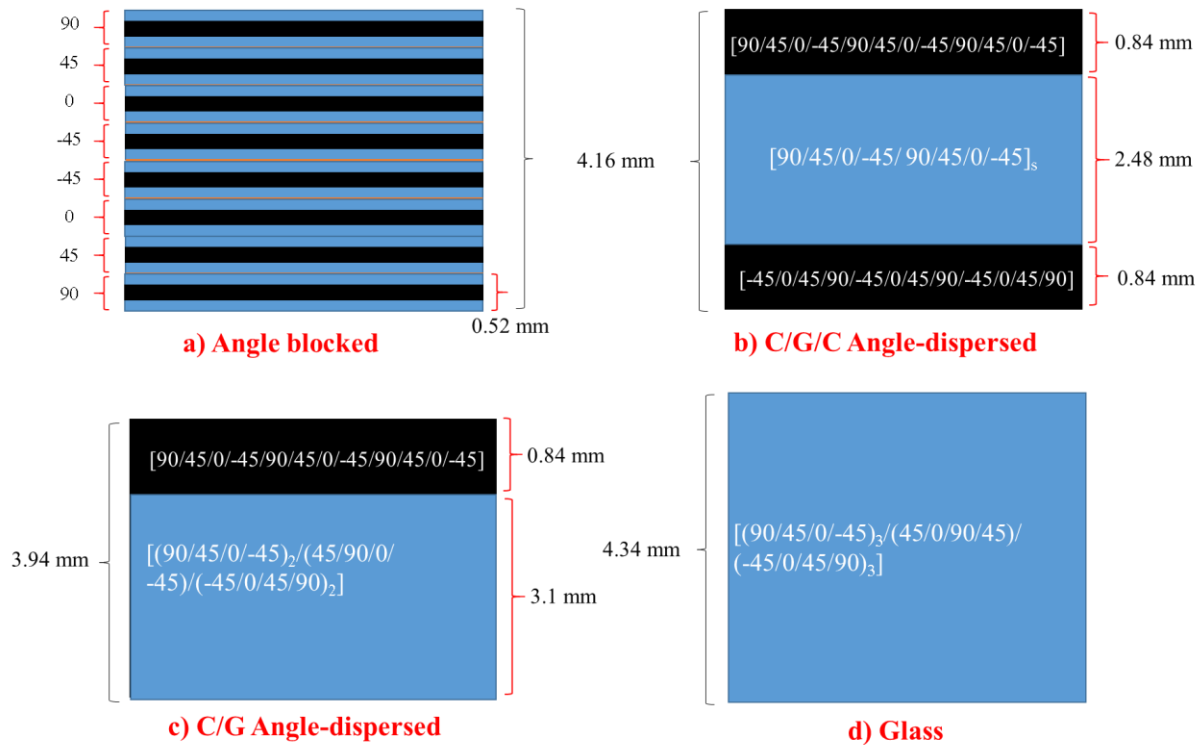 90
45
0
-45
-45
0
45
90
4.16 mm
0.52 mm
a) Angle blocked
[90/45/0/-45/90/45/0/-45/90/45/0/-45]
0.84 mm
[90/45/0/-45/ 90/45/0/-45]s
2.48 mm
[-45/0/45/90/-45/0/45/90/-45/0/45/90]
0.84 mm
b) C/G/C Angle-dispersed
3.94 mm
[90/45/0/-45/90/45/0/-45/90/45/0/-45]
0.84 mm
[(90/45/0/-45)2/(45/90/0/
-45)/(-45/0/45/90)2]
3.1 mm
c) C/G Angle-dispersed
4.34 mm
[(90/45/0/-45)3/(45/0/90/45)/
(-45/0/45/90)3]
d) Glass